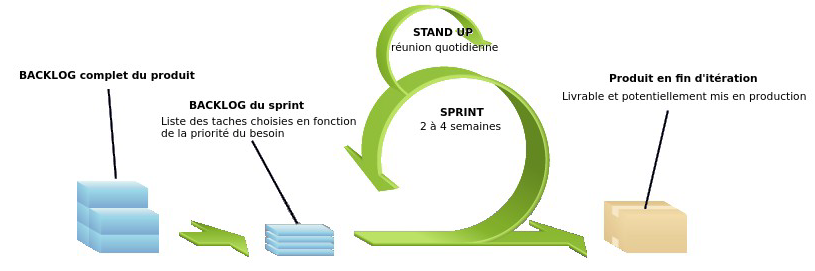 BACKLOG complet du produit
BACKLOG du sprint
Liste des taches choisies en fonction
de la priorité du besoin
STAND UP
réunion quotidienne
SPRINT
2 à 4 semaines
Produit en fin d'itération
Livrable et potentiellement mis en production